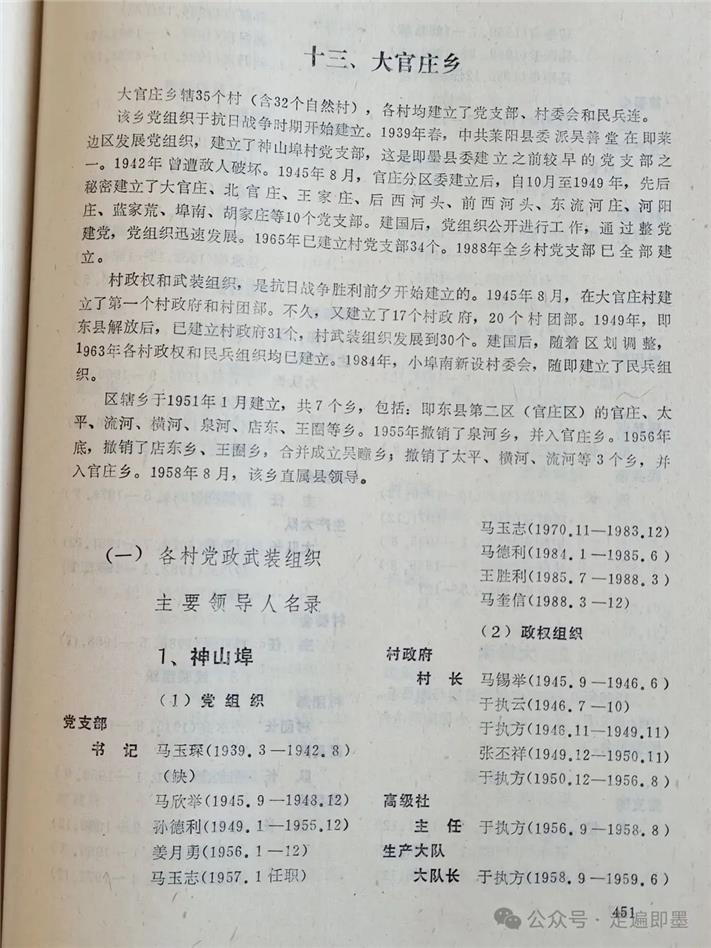 十三、大官庄乡
大官庄乡辖35个村（含32个自然村），各村均建立了党支部、村委会和民兵连。
该乡党组织于抗日战争时期开始建立。1939年春，中共莱阳县委派吴善堂在即莱
边区发展党组织，建立了神山埠村党支部，这是即墨县委建立之前较早的党支部之
一。1942年曾遭敌人破坏。1945年8月，官庄分区委建立后，自10月至1949年，先后
秘密建立了大官庄、北官庄、王家庄、后西河头、前西河头、东流河庄、河阳
庄、蓝家荒、埠南、胡家庄等10个党支部。建国后，党组织公开进行工作，通过整党
建党，党组织迅速发展。1965年已建立村党支部34个。1988年全乡村党支部已全部建
立。
村政权和武装组织，是抗日战争胜利前夕开始建立的。1945年8月，在大官庄村建
立了第一个村政府和村团部。不久，又建立了17个村政府，20个村团部。1949年，即
东县解放后，已建立村政府31个，村武装组织发展到30个。建国后，随着区划调整，
1963年各村政权和民兵组织均已建立。1984年，小埠南新设村委会，随即建立了民兵组
织。
区辖乡于1951年1月建立，共7个乡，包括：即东县第二区（官庄区）的官庄、太
平、流河、横河、泉河、店东、王圈等乡。1955年撤销了泉河乡，并入官庄乡。1956年
底，撤销了店东乡、王圈乡，合并成立吴疃乡，撤销了太平、横河、流河等3个乡，并
入官庄乡。1958年8月，该乡直属县领导。
（一）各村党政武装组织
主要领导人名录
1、神山埠
（1）党组织
党支部
书记 马玉琛(1939.3—1942.8)
(缺)
马欣举(1945.9—1948.12)
孙德利(1949.1—1955.12)
姜月勇(1956.1—12)
马玉志(1957.1任职)
马玉志(1970.11—1983.12)
马德利(1984.1—1985.6)
王胜利(1985.7—1988.3)
马奎信(1988.3—12)
（2）政权组织
村政府
村长 马锡举(1945.9—1946.6)
于执云(1946.7—10)
于执方(1946.11—1949.11)
张丕祥(1949.12—1950.11)
于执方(1950.12—1956.8)
高级社
主任 于执方(1956.9—1958.8)
生产大队
大队长 于执方(1958.9—1959.6)
451
公众号·走遍即墨